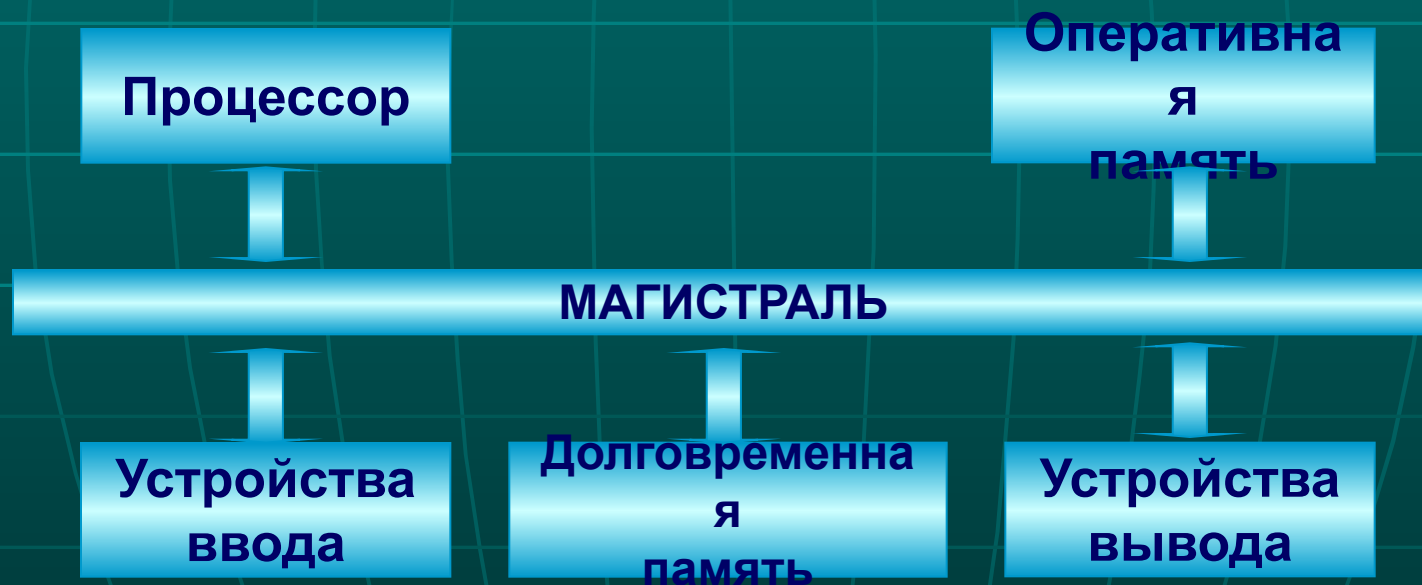 Процессор
Оперативна
я
память
МАГИСТРАЛЬ
Устройства
ввода
Долговременна
я
память
Устройства
вывода